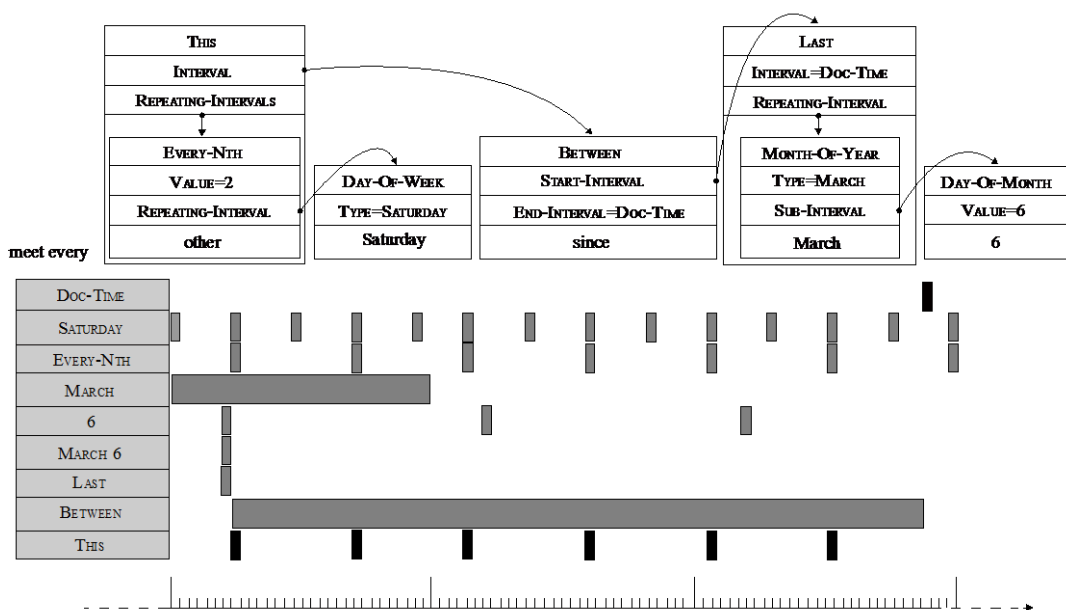 THIS
INTERVAL
REPEATING-INTERVALS
EVERY-NTH
VALUE=2
REPEATING-INTERVAL
other
DAY-OF-WEEK
TYPE=SATURDAY
Saturday
BETWEEN
START-INTERVAL
END-INTERVAL=DOC-TIME
since
LAST
INTERVAL=DOC-TIME
REPEATING-INTERVAL
MONTH-OF-YEAR
TYPE=MARCH
SUB-INTERVAL
March
DAY-OF-MONTH
VALUE=6
6
meet every
DOC-TIME
SATURDAY
EVERY-NTH
MARCH
6
MARCH 6
LAST
BETWEEN
THIS